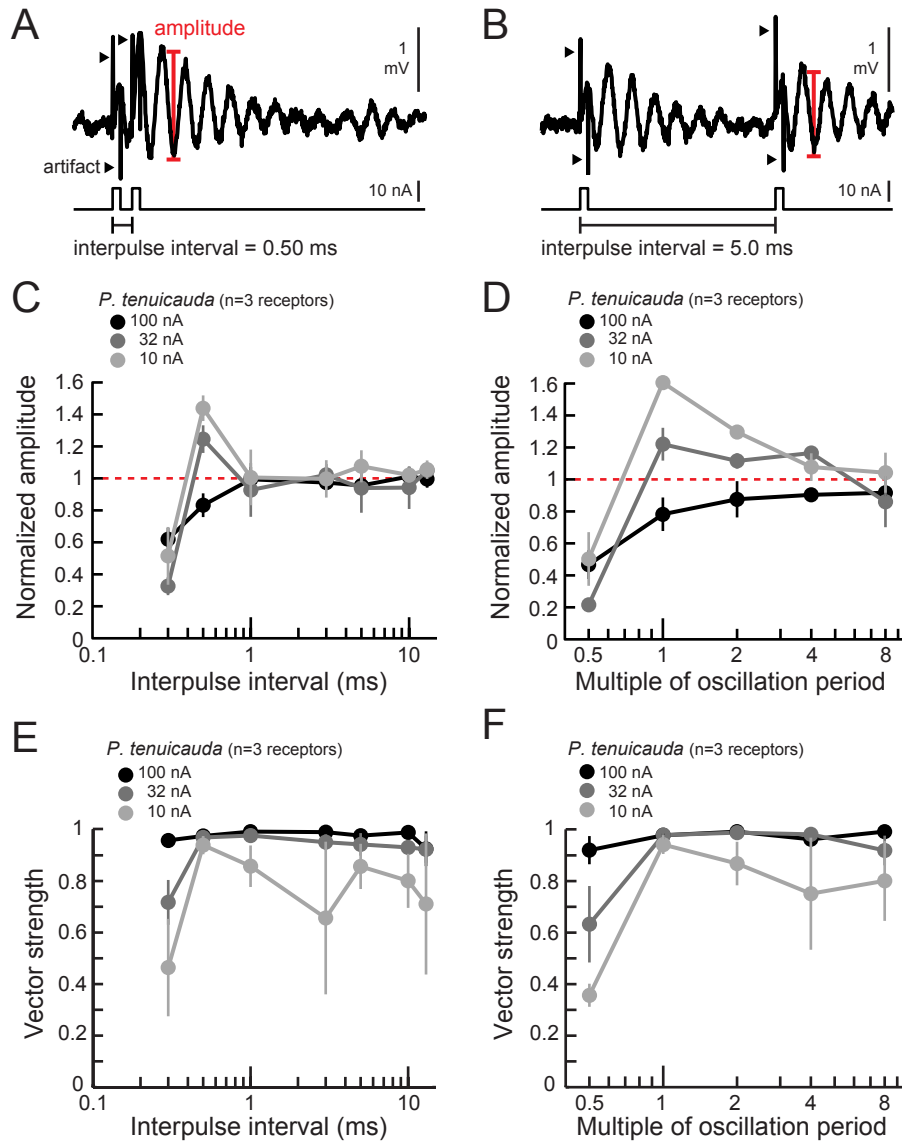 A
amplitude
1
mV
artifact
10 nA
interpulse interval = 0.50 ms
B
1
mV
10 nA
interpulse interval = 5.0 ms
C
P. tenuicauda (n=3 receptors)
100 nA
32 nA
10 nA
1.6
1.4
1.2
1
0.8
0.6
0.4
0.2
0
Normalized amplitude
0.1
1
10
Interpulse interval (ms)
D
P. tenuicauda (n=3 receptors)
100 nA
32 nA
10 nA
1.6
1.4
1.2
1
0.8
0.6
0.4
0.2
0
Normalized amplitude
0.5
1
2
4
8
Multiple of oscillation period
E
P. tenuicauda (n=3 receptors)
100 nA
32 nA
10 nA
1
0.8
0.6
0.4
0.2
0
Vector strength
0.1
1
10
Interpulse interval (ms)
F
P. tenuicauda (n=3 receptors)
100 nA
32 nA
10 nA
1
0.8
0.6
0.4
0.2
0
Vector strength
0.5
1
2
4
8
Multiple of oscillation period